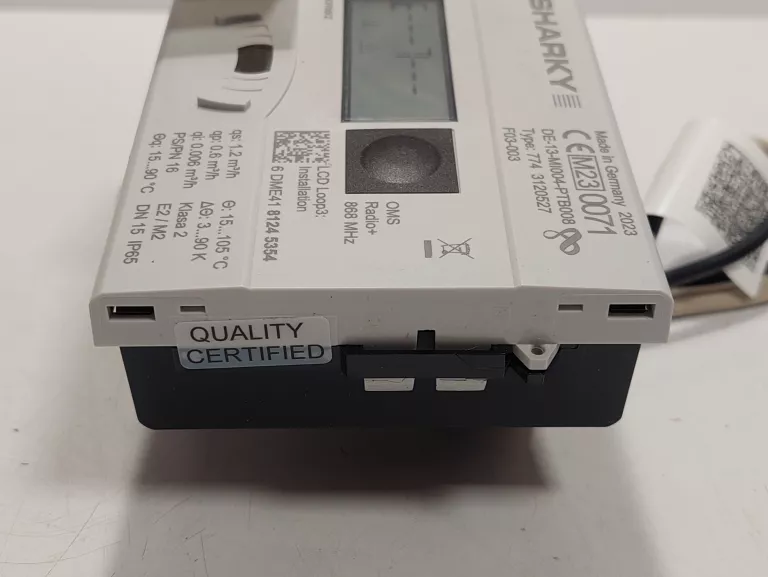 SHARKY
Made in Germany 2023
CE M23 0071
DE-13-MI004-PTB008
Type: 774 3120527
F03-003
OMS
Radio+
868 MHz
LCD Loop3:
Installation
6 DME41 8124 5354
qs: 1.2 m³/h
qp: 0.6 m³/h
qi: 0.006 m³/h
PS/PN 16
Θq: 15...90 °C
Θ: 15...105 °C
ΔΘ: 3...90 K
Klasa 2
E2 / M2
DN 15 IP65
QUALITY
CERTIFIED